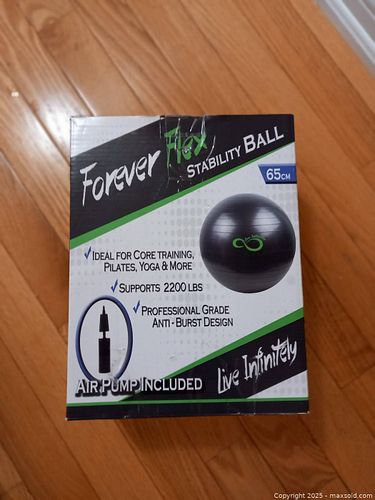 Forever Flex
STABILITY BALL
65CM
IDEAL FOR CORE TRAINING,
PILATES, YOGA & MORE
SUPPORTS 2200 LBS
PROFESSIONAL GRADE
ANTI-BURST DESIGN
AIR PUMP INCLUDED
Live Infinitely
Copyright 2025 - maxsold.com